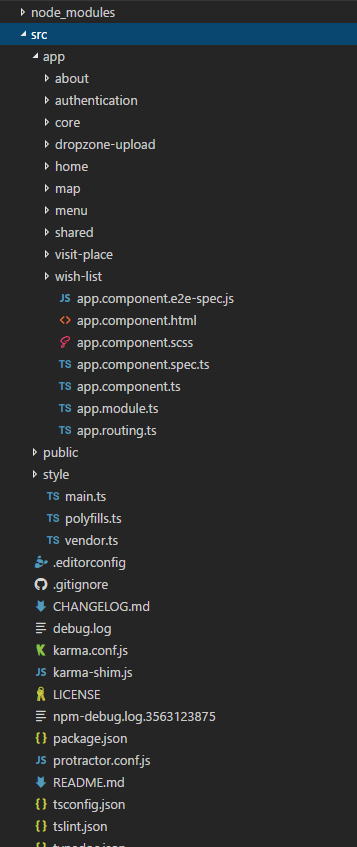 node_modules
src
app
about
authentication
core
dropzone-upload
home
map
menu
shared
visit-place
wish-list
JS app.component.e2e-spec.js
<> app.component.html
app.component.scss
TS app.component.spec.ts
TS app.component.ts
TS app.module.ts
TS app.routing.ts
public
style
TS main.ts
TS polyfills.ts
TS vendor.ts
.editorconfig
.gitignore
CHANGELOG.md
debug.log
karma.conf.js
JS karma-shim.js
LICENSE
npm-debug.log.3563123875
{ } package.json
JS protractor.conf.js
README.md
{ } tsconfig.json
{ } tslint.json